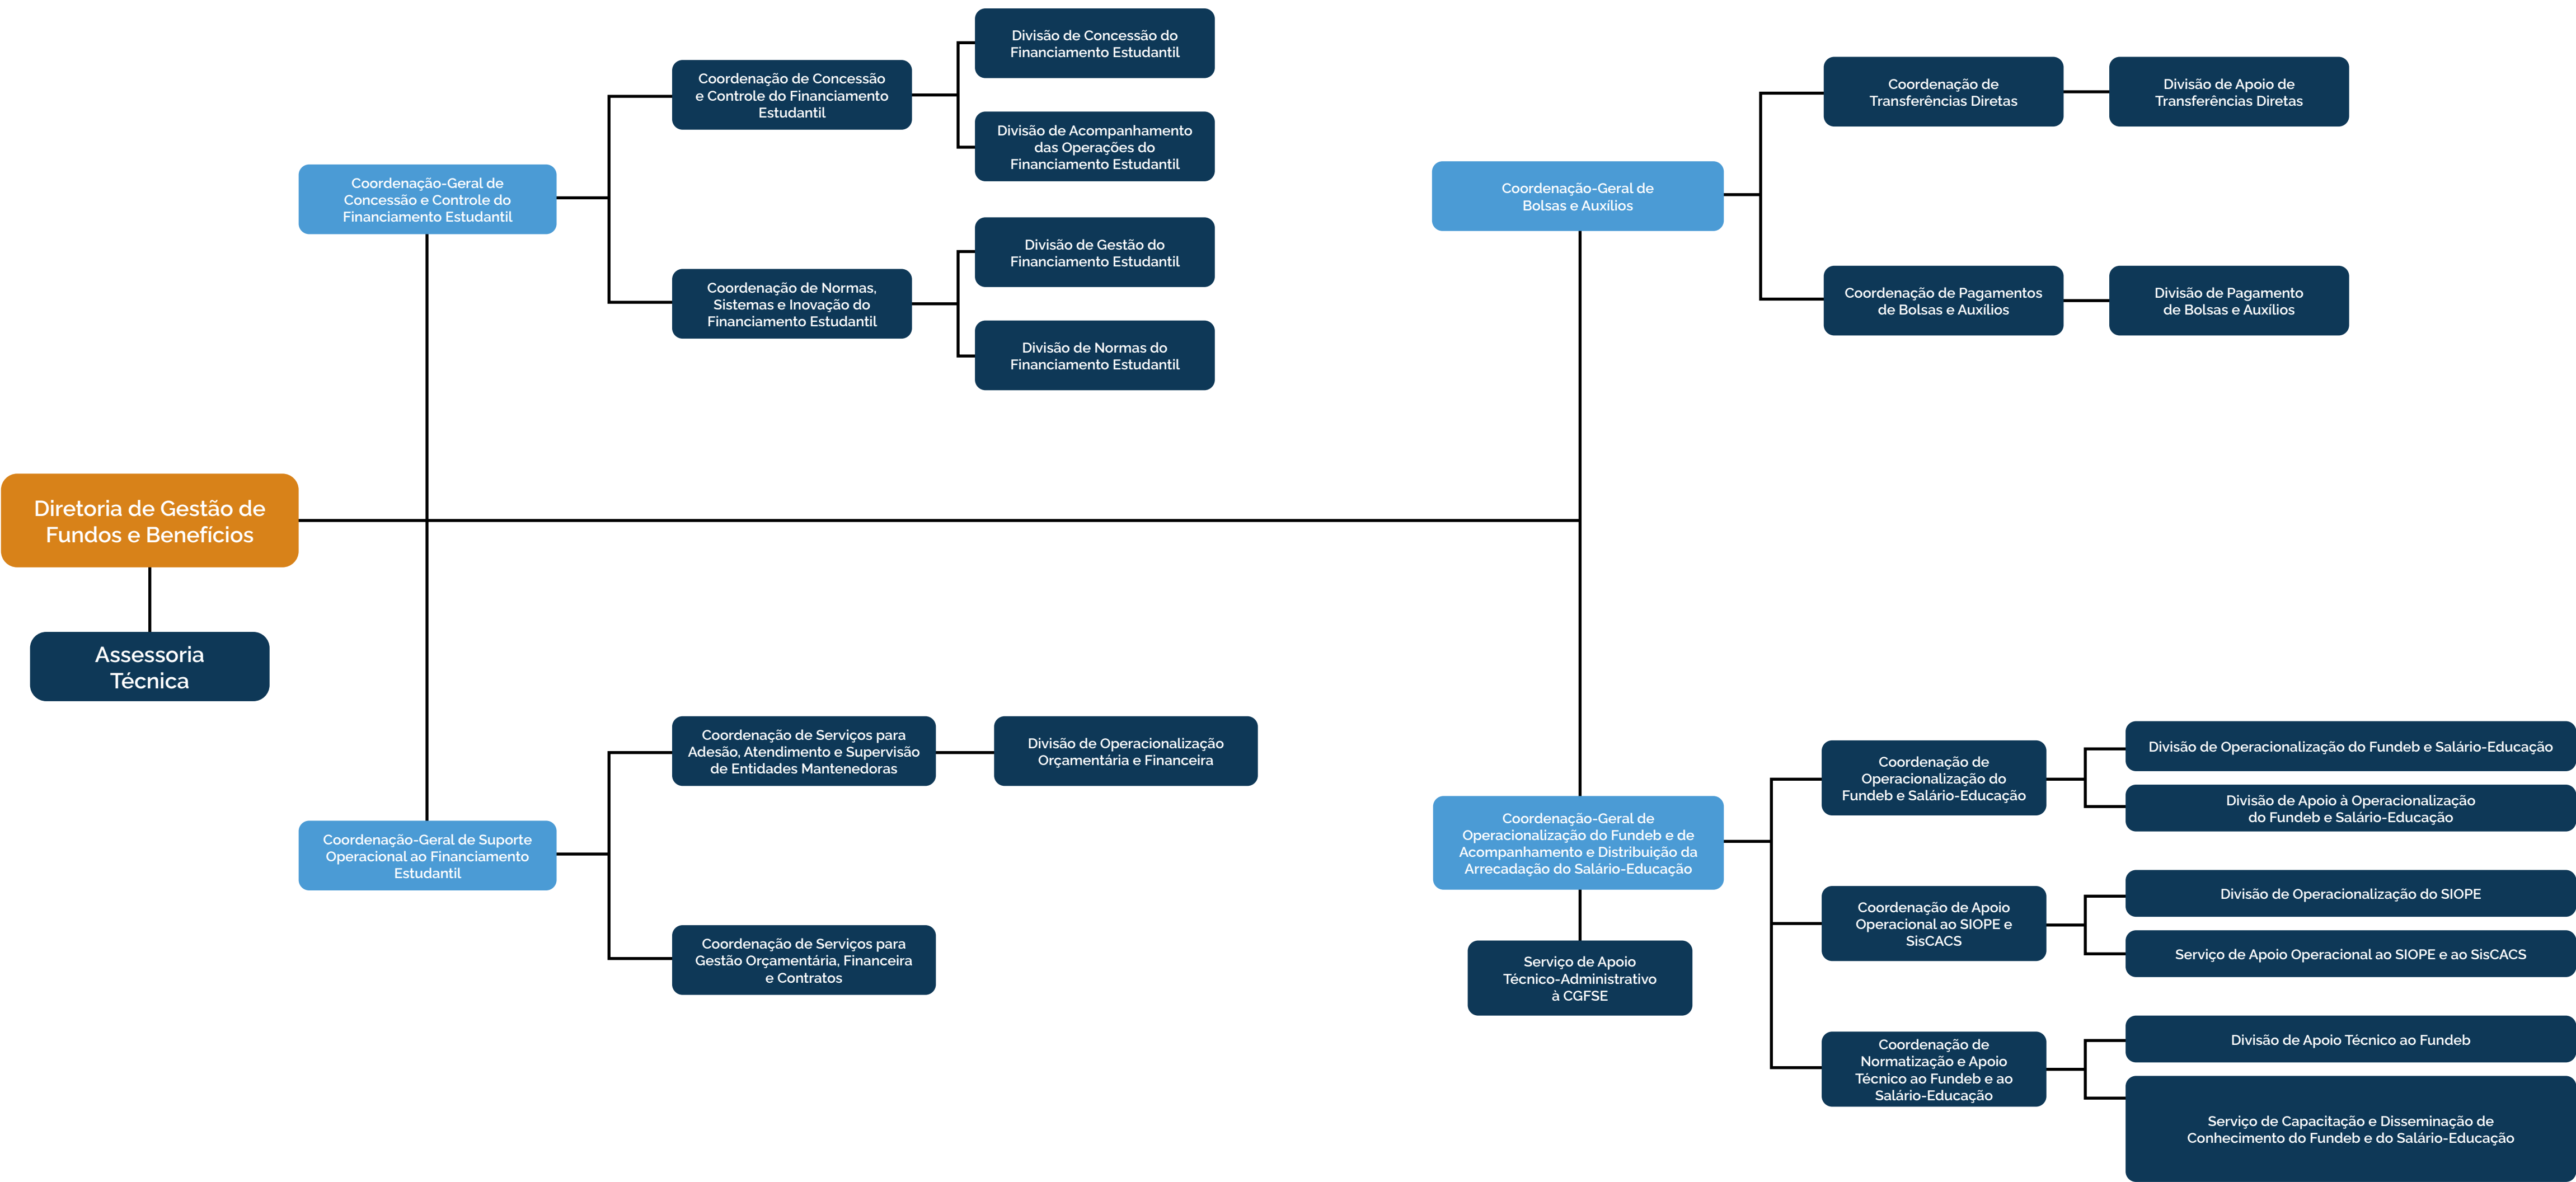 Diretoria de Gestão de
Fundos e Benefícios
Assessoria
Técnica
Coordenação-Geral de
Concessão e Controle do
Financiamento Estudantil
Coordenação de Concessão
e Controle do Financiamento
Estudantil
Divisão de Concessão do
Financiamento Estudantil
Divisão de Acompanhamento
das Operações do
Financiamento Estudantil
Coordenação de Normas,
Sistemas e Inovação do
Financiamento Estudantil
Divisão de Gestão do
Financiamento Estudantil
Divisão de Normas do
Financiamento Estudantil
Coordenação-Geral de Suporte
Operacional ao Financiamento
Estudantil
Coordenação de Serviços para
Adesão, Atendimento e Supervisão
de Entidades Mantenedoras
Divisão de Operacionalização
Orçamentária e Financeira
Coordenação de Serviços para
Gestão Orçamentária, Financeira
e Contratos
Coordenação-Geral de
Bolsas e Auxílios
Coordenação de
Transferências Diretas
Divisão de Apoio de
Transferências Diretas
Coordenação de Pagamentos
de Bolsas e Auxílios
Divisão de Pagamento
de Bolsas e Auxílios
Coordenação-Geral de
Operacionalização do Fundeb e de
Acompanhamento e Distribuição da
Arrecadação do Salário-Educação
Serviço de Apoio
Técnico-Administrativo
à CGFSE
Coordenação de
Operacionalização do
Fundeb e Salário-Educação
Divisão de Operacionalização do Fundeb e Salário-Educação
Divisão de Apoio à Operacionalização
do Fundeb e Salário-Educação
Coordenação de Apoio
Operacional ao SIOPE e
SisCACS
Divisão de Operacionalização do SIOPE
Serviço de Apoio Operacional ao SIOPE e ao SisCACS
Coordenação de
Normatização e Apoio
Técnico ao Fundeb e ao
Salário-Educação
Divisão de Apoio Técnico ao Fundeb
Serviço de Capacitação e Disseminação de
Conhecimento do Fundeb e do Salário-Educação